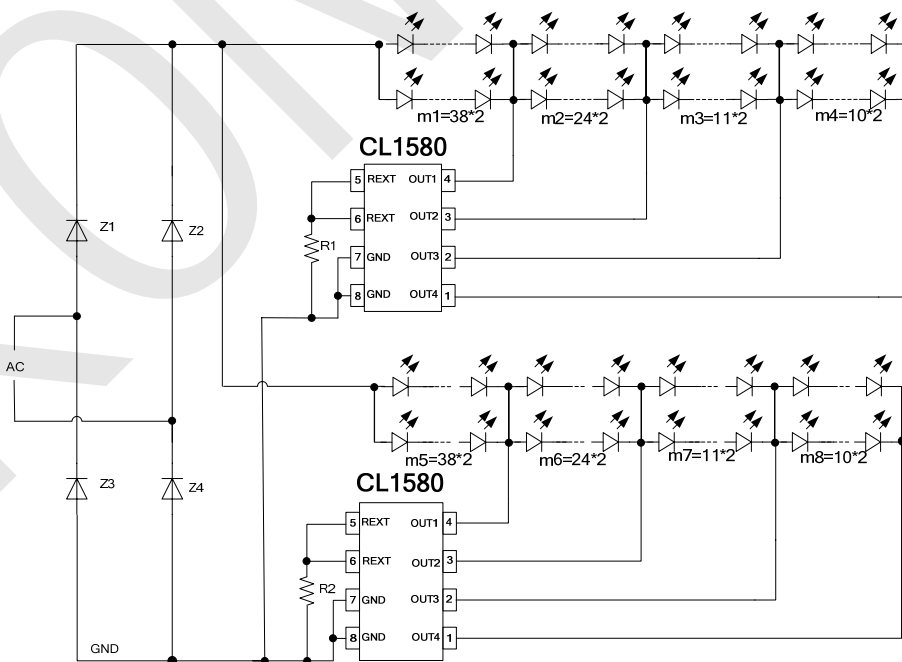 m1=38*2 m2=24*2 m3=11*2 m4=10*2
CL1580
5 REXT OUT1 4
6 REXT OUT2 3
R1
7 GND OUT3 2
8 GND OUT4 1
Z1 Z2
AC
m5=38*2 m6=24*2 m7=11*2 m8=10*2
CL1580
Z3 Z4
5 REXT OUT1 4
6 REXT OUT2 3
R2
7 GND OUT3 2
8 GND OUT4 1
GND